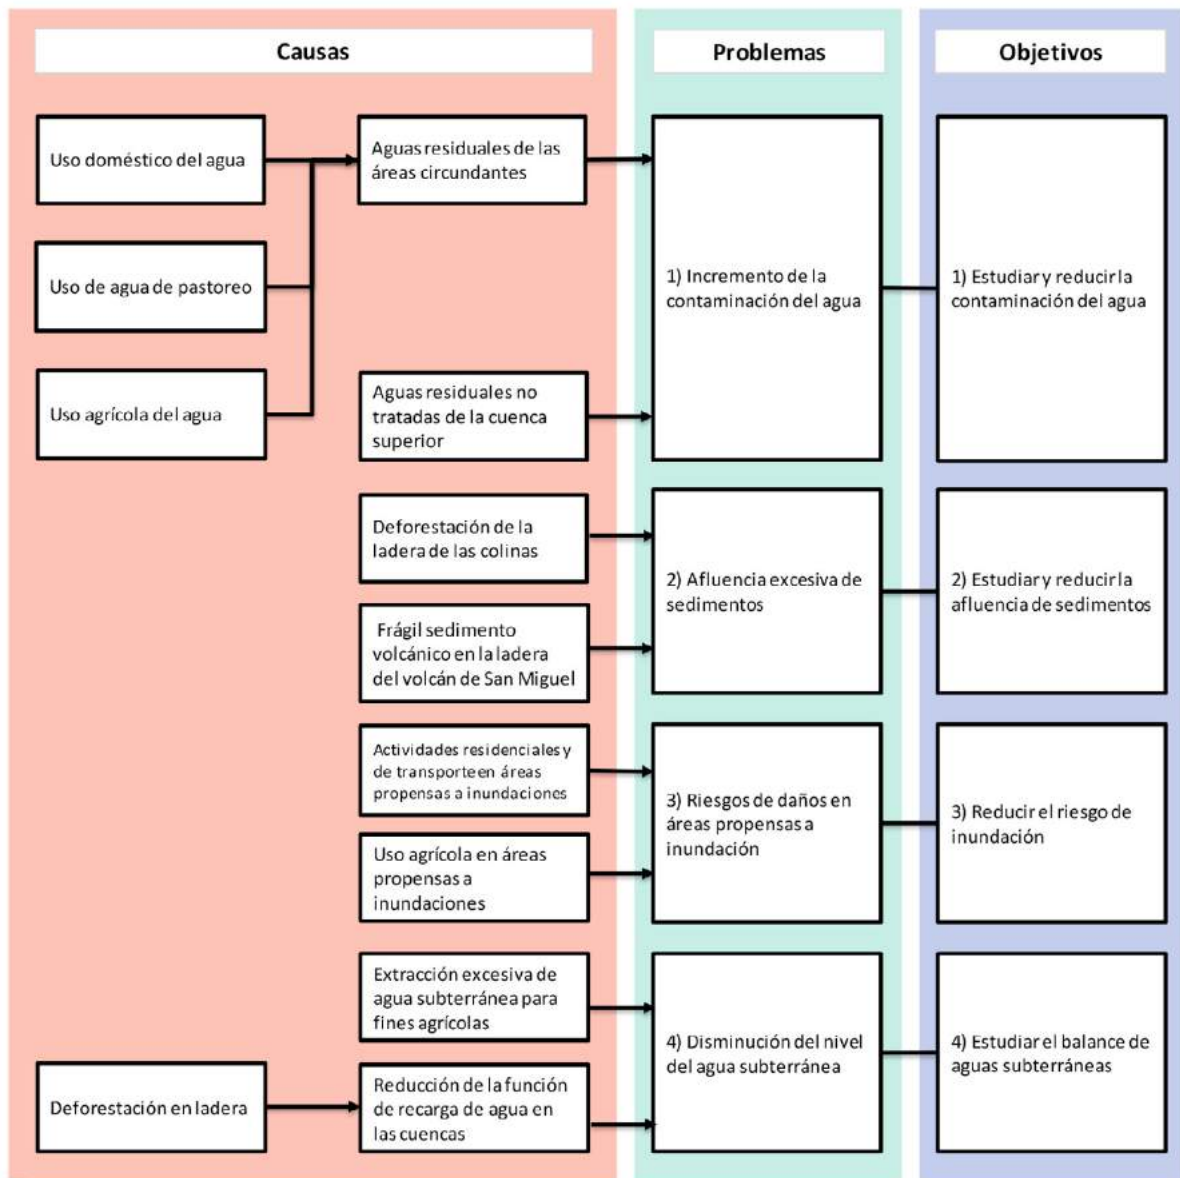 Causas
Problemas
Objetivos
Uso doméstico del agua
Uso de agua de pastoreo
Uso agrícola del agua
Aguas residuales de las
áreas circundantes
Aguas residuales no
tratadas de la cuenca
superior
1) Incremento de la
contaminación del agua
1) Estudiar y reducir la
contaminación del agua
Deforestación de la
ladera de las colinas
Frágil sedimento
volcánico en la ladera
del volcán de San Miguel
2) Afluencia excesiva de
sedimentos
2) Estudiar y reducir la
afluencia de sedimentos
Actividades residenciales y
de transporte en áreas
propensas a inundaciones
Uso agrícola en áreas
propensas a
inundaciones
3) Riesgos de daños en
áreas propensas a
inundación
3) Reducir el riesgo de
inundación
Extracción excesiva de
agua subterránea para
fines agrícolas
Deforestación en ladera
Reducción de la función
de recarga de agua en
las cuencas
4) Disminución del nivel
del agua subterránea
4) Estudiar el balance de
aguas subterráneas